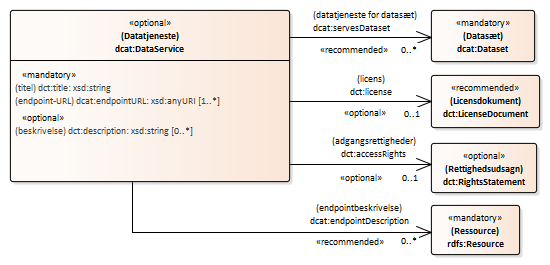 «optional»
(Datatjeneste)
dcat:DataService
«mandatory»
(titel) dct:title: xsd:string
(endpoint-URL) dcat:endpointURL: xsd:anyURI [1..*]
«optional»
(beskrivelse) dct:description: xsd:string [0..*]
(datatjeneste for datasæt)
dcat:servesDataset
«recommended» 0..*
«mandatory»
(Datasæt)
dcat:Dataset
(licens)
dct:license
«optional» 0..1
«recommended»
(Licensdokument)
dct:LicenseDocument
(adgangsrettigheder)
dct:accessRights
«optional» 0..1
«optional»
(Rettighedsudsagn)
dct:RightsStatement
(endpointbeskrivelse)
dcat:endpointDescription
«recommended» 0..*
«mandatory»
(Ressource)
rdfs:Resource